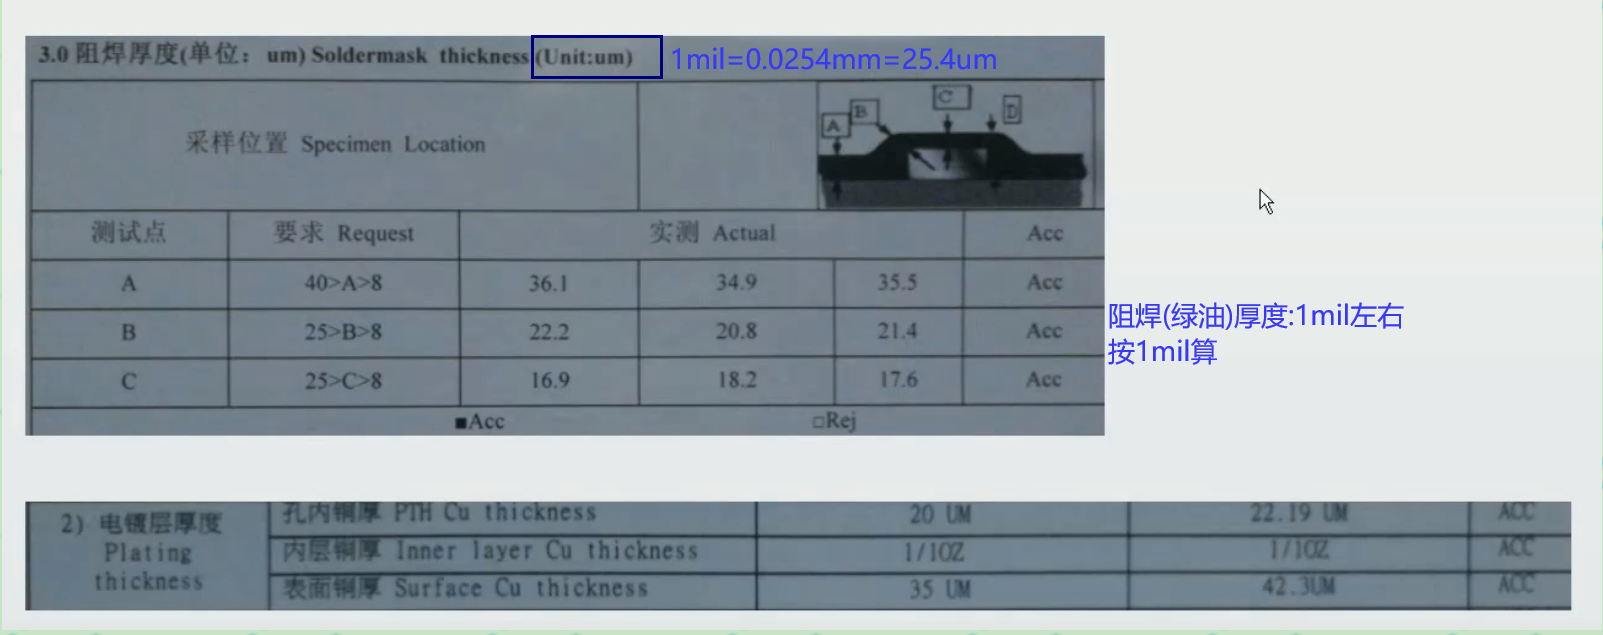 3.0 阻焊厚度(单位：um) Soldermask thickness (Unit:um) 1mil=0.0254mm=25.4um
采样位置 Specimen Location
A B C D
测试点 要求 Request 实测 Actual Acc
A 40>A>8 36.1 34.9 35.5 Acc
B 25>B>8 22.2 20.8 21.4 Acc
C 25>C>8 16.9 18.2 17.6 Acc
■Acc □Rej
阻焊(绿油)厚度:1mil左右
按1mil算
2) 电镀层厚度
Plating
thickness
孔内铜厚 PTH Cu thickness 20 UM 22.19 UM ACC
内层铜厚 Inner layer Cu thickness 1/1OZ 1/1OZ ACC
表面铜厚 Surface Cu thickness 35 UM 42.3UM ACC